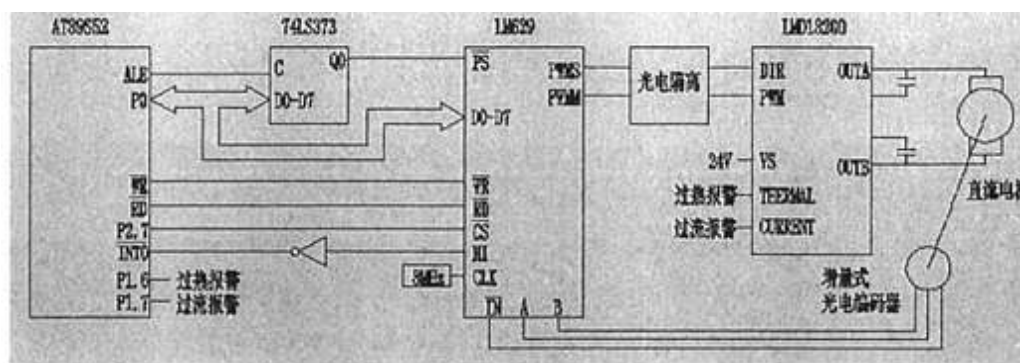 AT89S52
74LS373
LM629
LMD18200
ALE
P0
C
Q0
D0-D7
PS
D0-D7
PWMS
PWMM
光电隔离
DIR
PWM
OUTA
OUTB
24V
VS
过热报警
THERMAL
过流报警
CURRENT
直流电机
WR
RD
P2.7
INT0
P1.6
过热报警
P1.7
过流报警
WR
RD
CS
HI
CLK
8MHz
IN
A
B
增量式
光电编码器